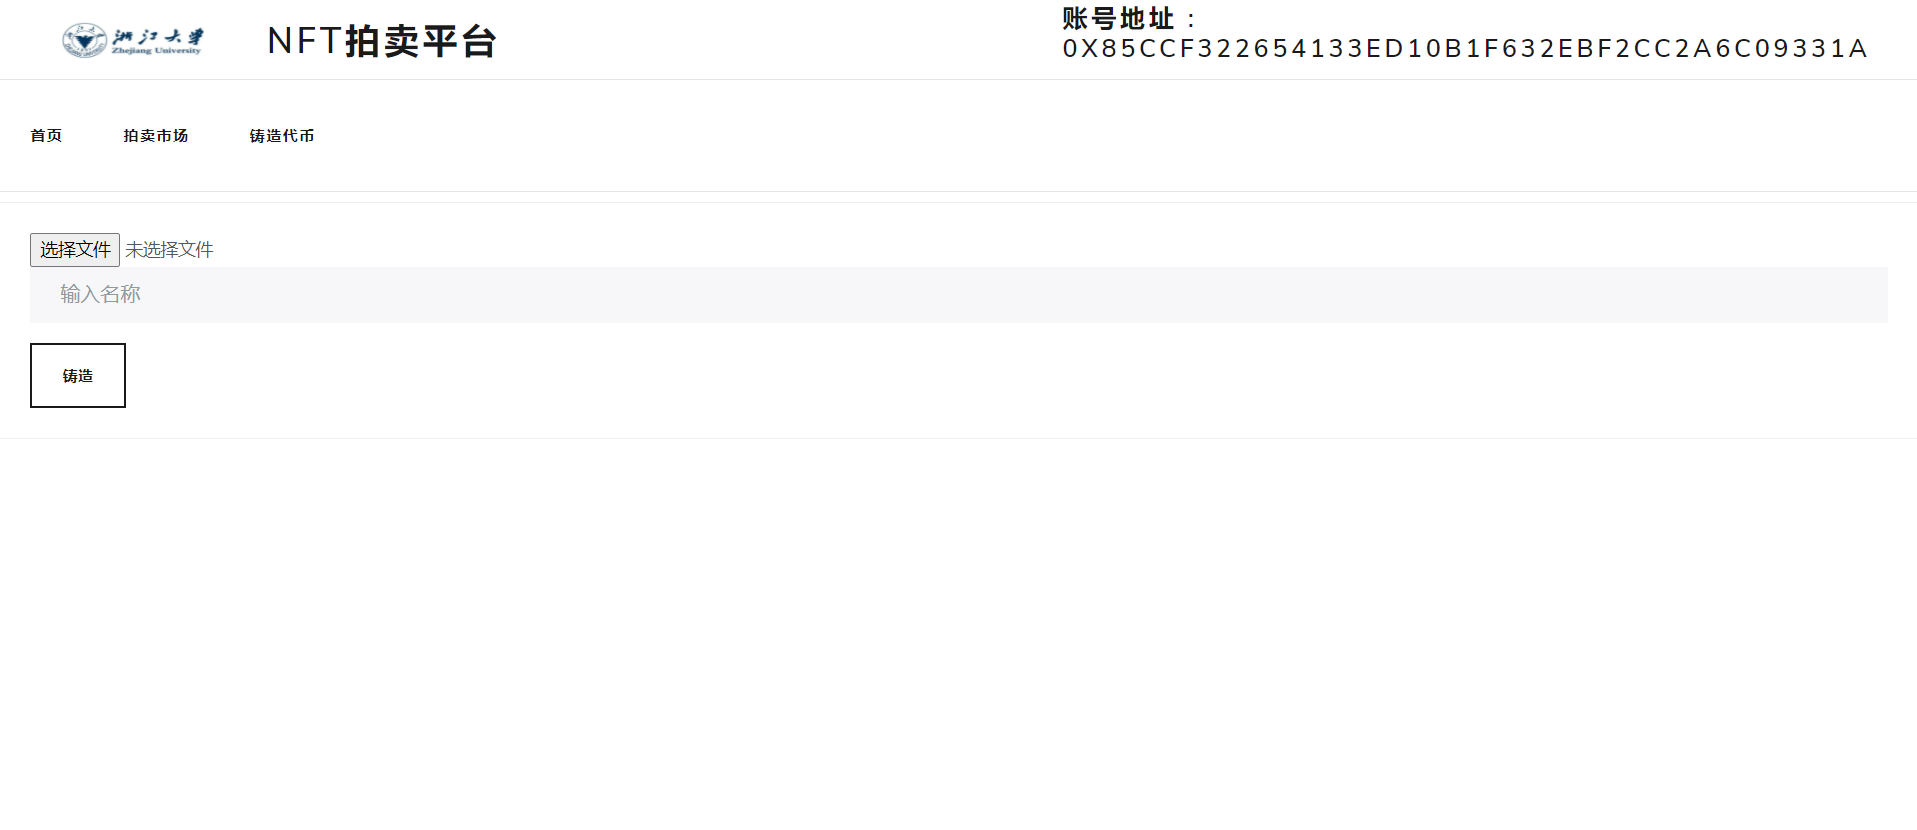 浙江大学
Zhejiang University
NFT拍卖平台
账号地址：
0X85CCF322654133ED10B1F632EBF2CC2A6C09331A
首页 拍卖市场 铸造代币
选择文件 未选择文件
输入名称
铸造